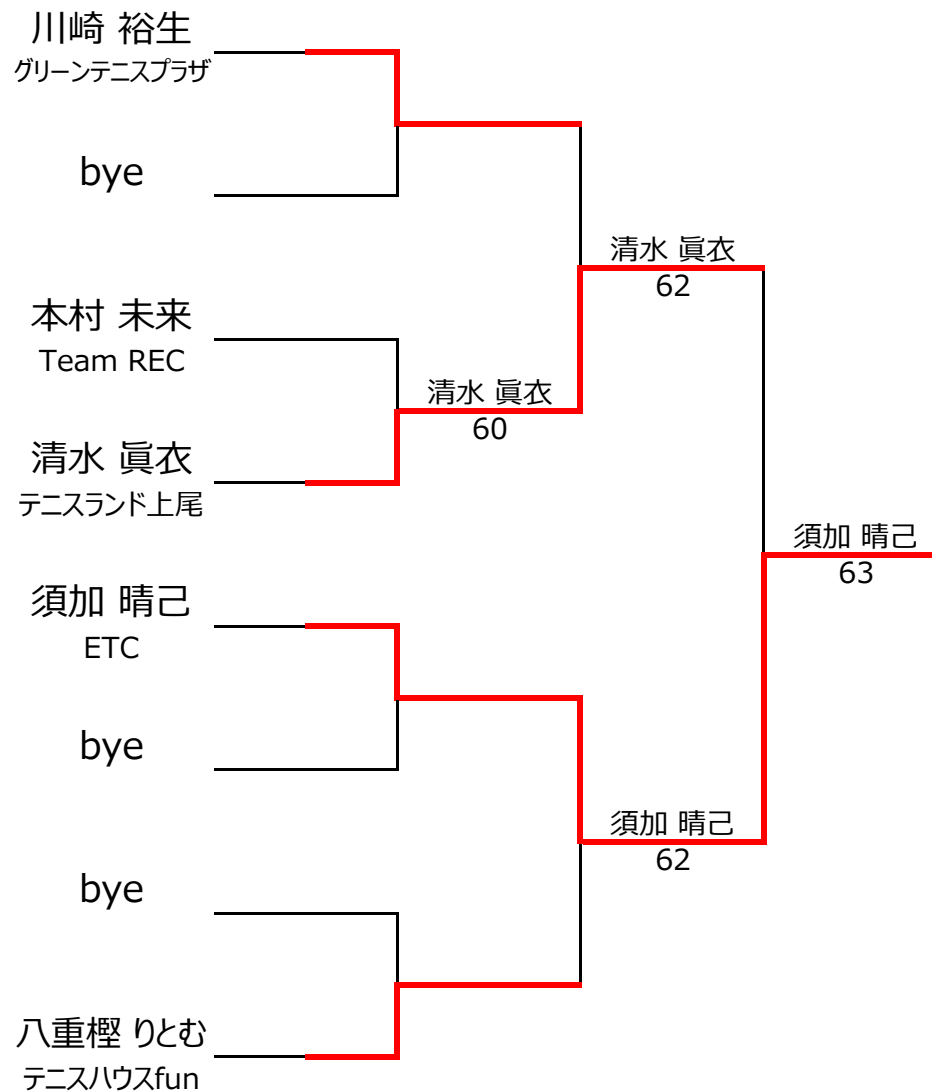 川崎 裕生
グリーンテニスプラザ
bye
本村 未来
Team REC
清水 眞衣
テニスランド上尾
須加 晴己
ETC
bye
bye
八重樫 りとむ
テニスハウスfun
清水 眞衣
60
清水 眞衣
62
須加 晴己
62
須加 晴己
63